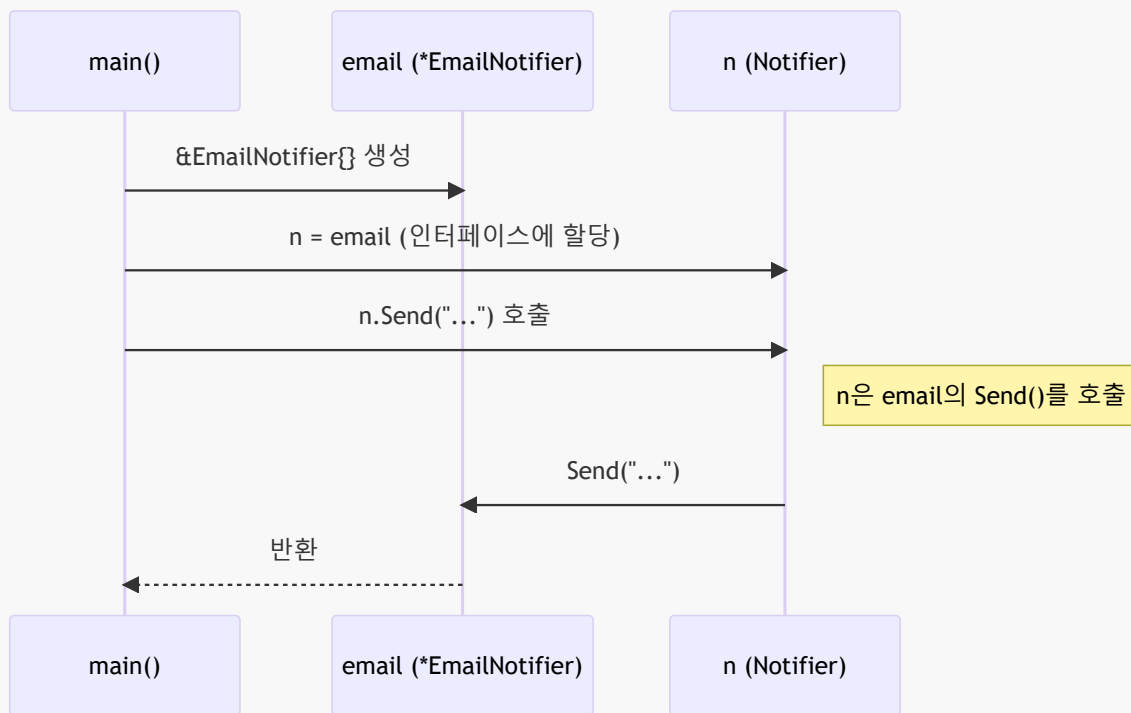 main()
email (*EmailNotifier)
n (Notifier)
&EmailNotifier{} 생성
n = email (인터페이스에 할당)
n.Send("...") 호출
n은 email의 Send()를 호출
Send("...")
반환
main()
email (*EmailNotifier)
n (Notifier)